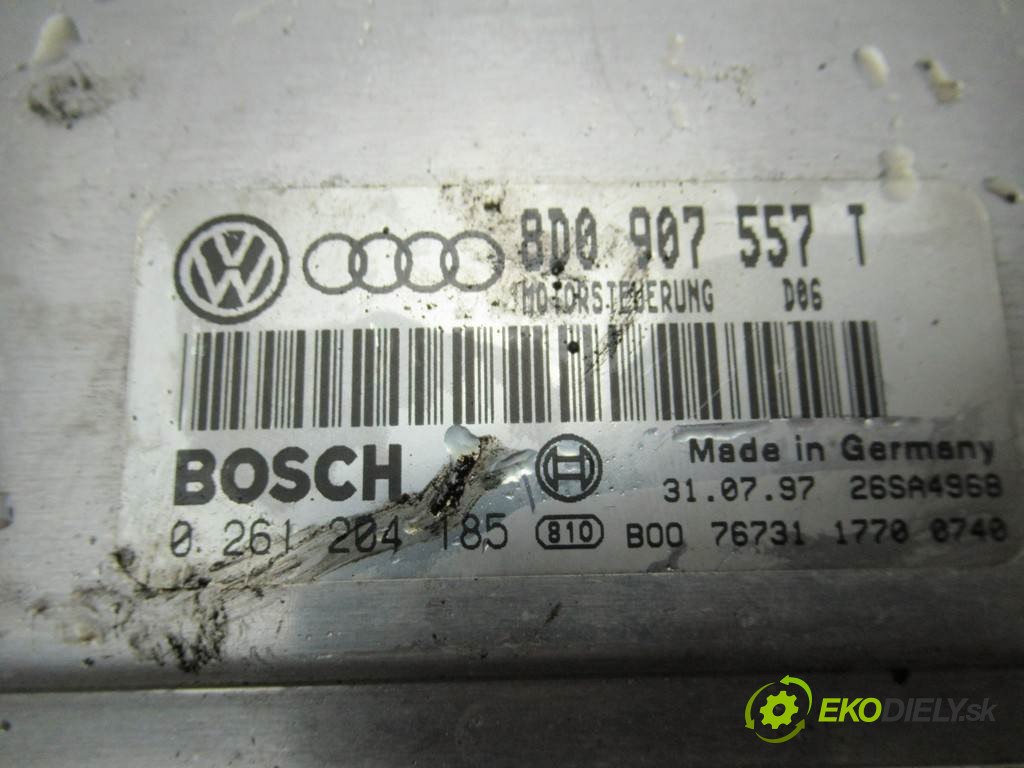 8D0 907 557 T
MOTORSTEUERUNG D06
BOSCH
Made in Germany
31.07.97 26SA4968
0 261 204 185 810 B00 76731 1770 0740
EKODIELY.sk